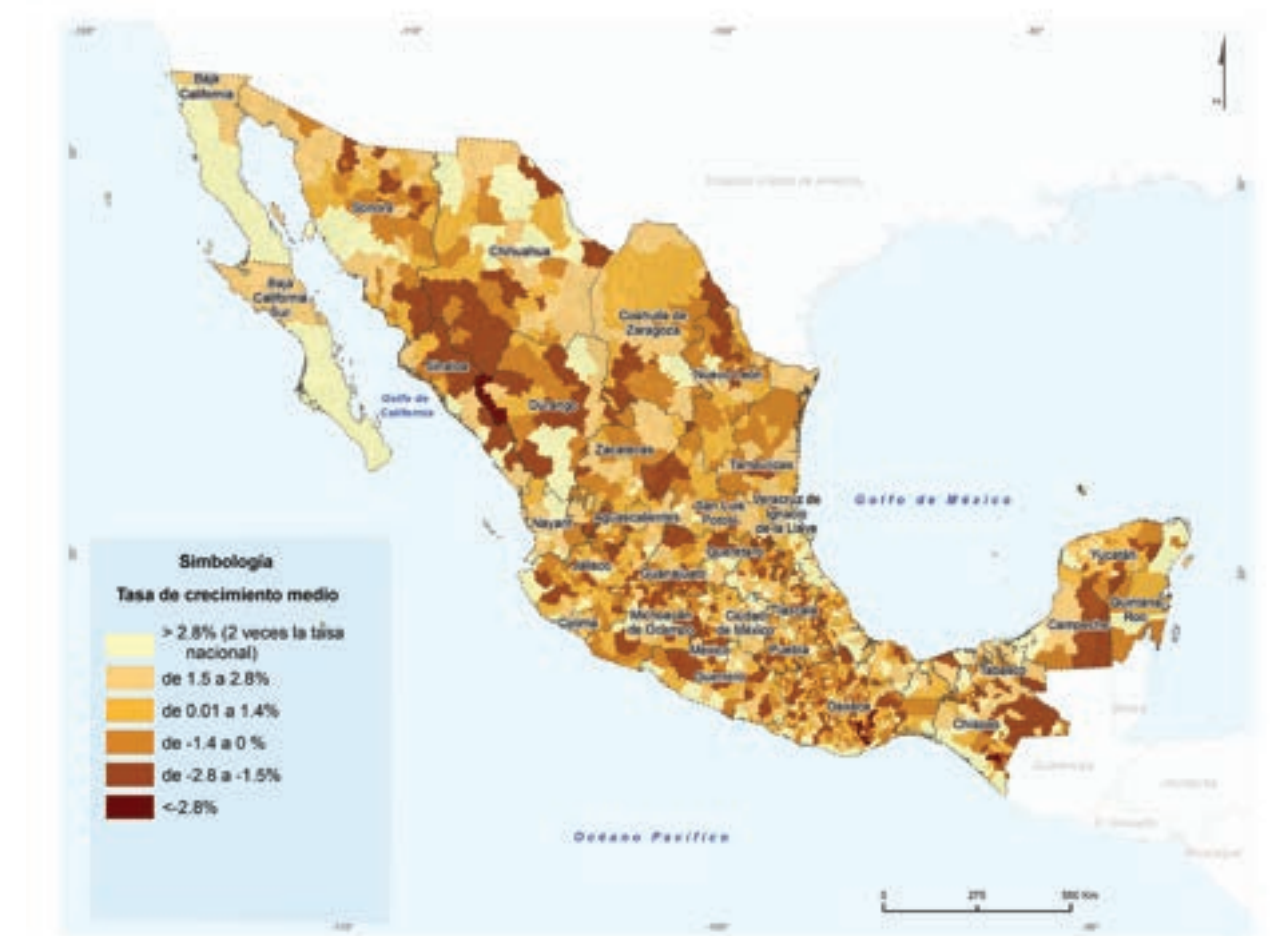 Baja
California
Sonora
Chihuahua
Baja
California
Sur
Coahuila de
Zaragoza
Sinaloa
Nuevo León
Golfo de
California
Durango
Zacatecas
Tamaulipas
Golfo de México
Nayarit
Aguascalientes
San Luis
Potosí
Veracruz de
Ignacio
de la Llave
Querétaro
Jalisco
Guanajuato
Yucatán
Quintana
Roo
Campeche
Colima
Michoacán
de Ocampo
Ciudad
de México
Tlaxcala
México
Puebla
Guerrero
Tabasco
Oaxaca
Chiapas
Océano Pacífico
Simbología
Tasa de crecimiento medio
> 2.8% (2 veces la tasa
nacional)
de 1.5 a 2.8%
de 0.01 a 1.4%
de -1.4 a 0 %
de -2.8 a -1.5%
<-2.8%
0 275 550 Km